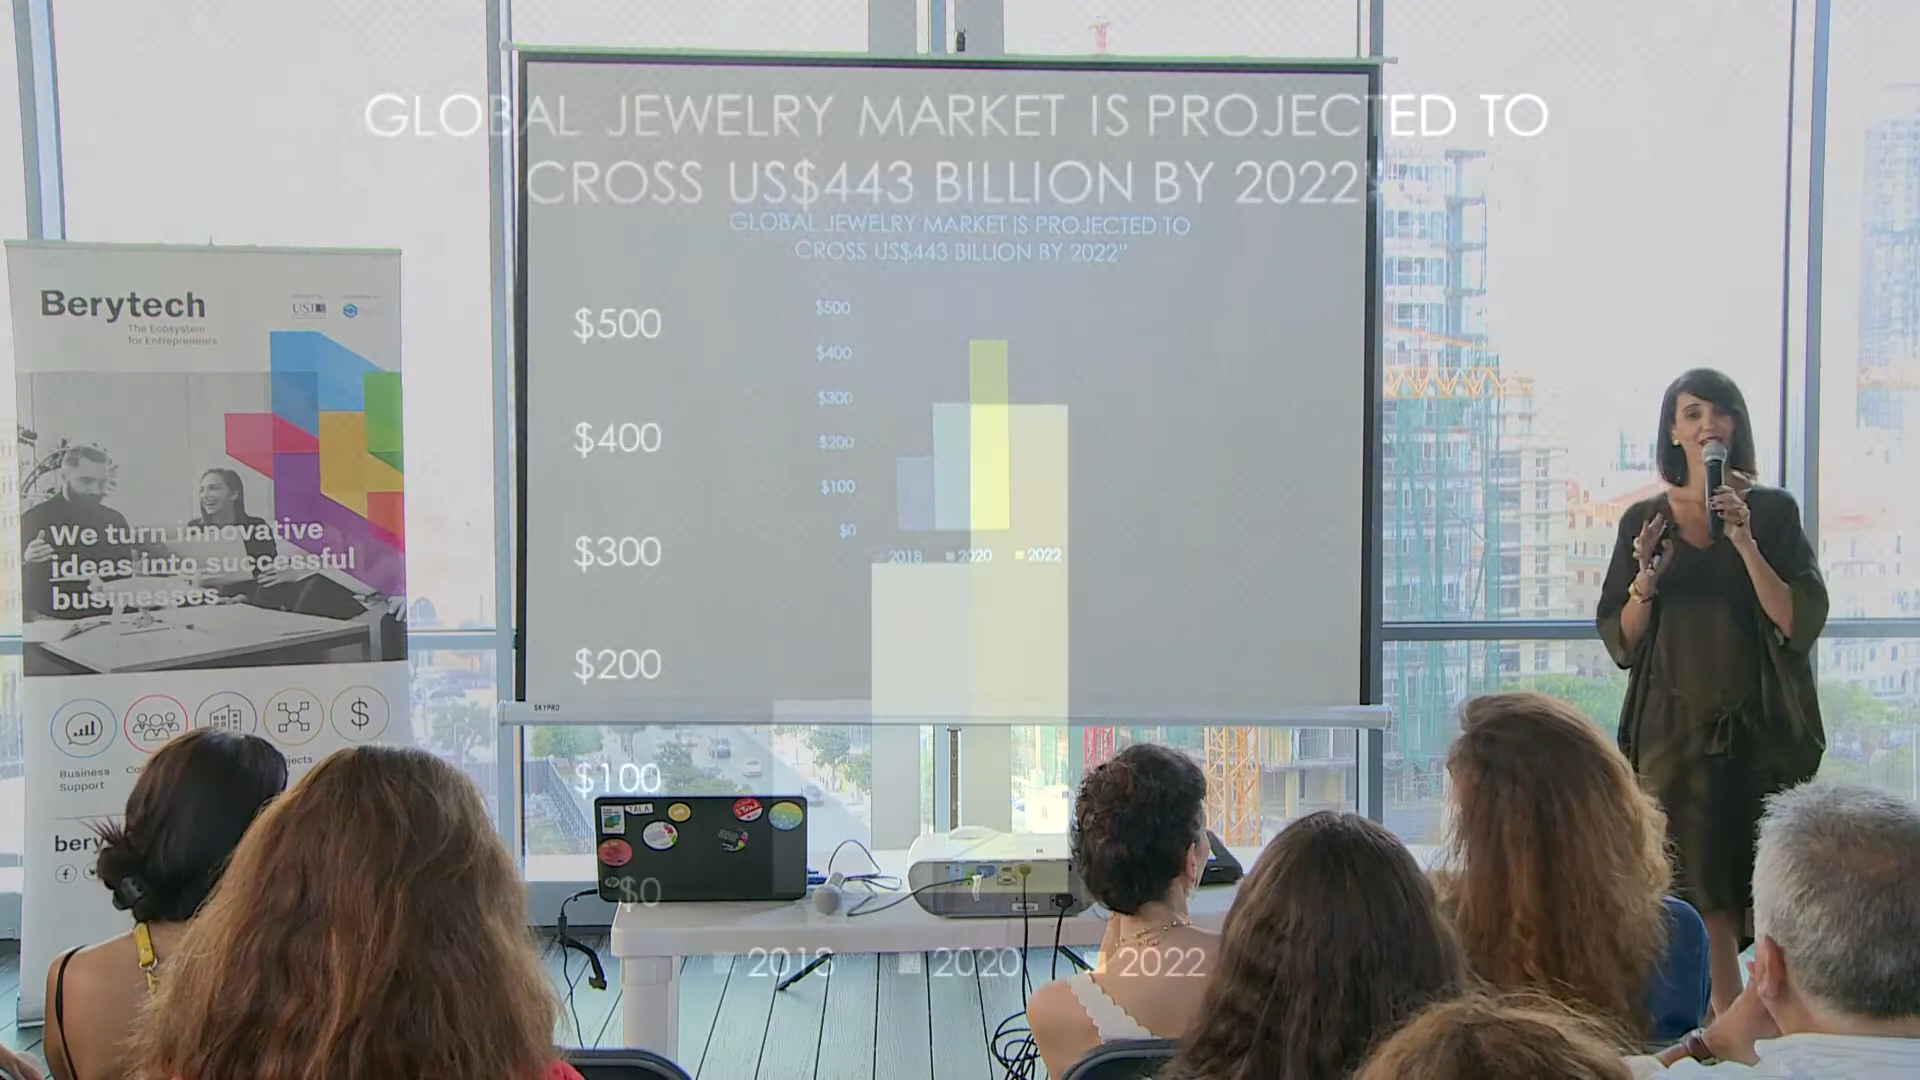 GLOBAL JEWELRY MARKET IS PROJECTED TO
CROSS US$443 BILLION BY 2022"
GLOBAL JEWELRY MARKET IS PROJECTED TO
CROSS US$443 BILLION BY 2022"
$500
$400
$300
$200
$100
$0
2018 2020 2022
$500
$400
$300
$200
$100
$0
2018 2020 2022
SKYPRO
Berytech
The Ecosystem
for Entrepreneurs
USJ
We turn innovative
ideas into successful
businesses
$
Business
Support
bery
TALA